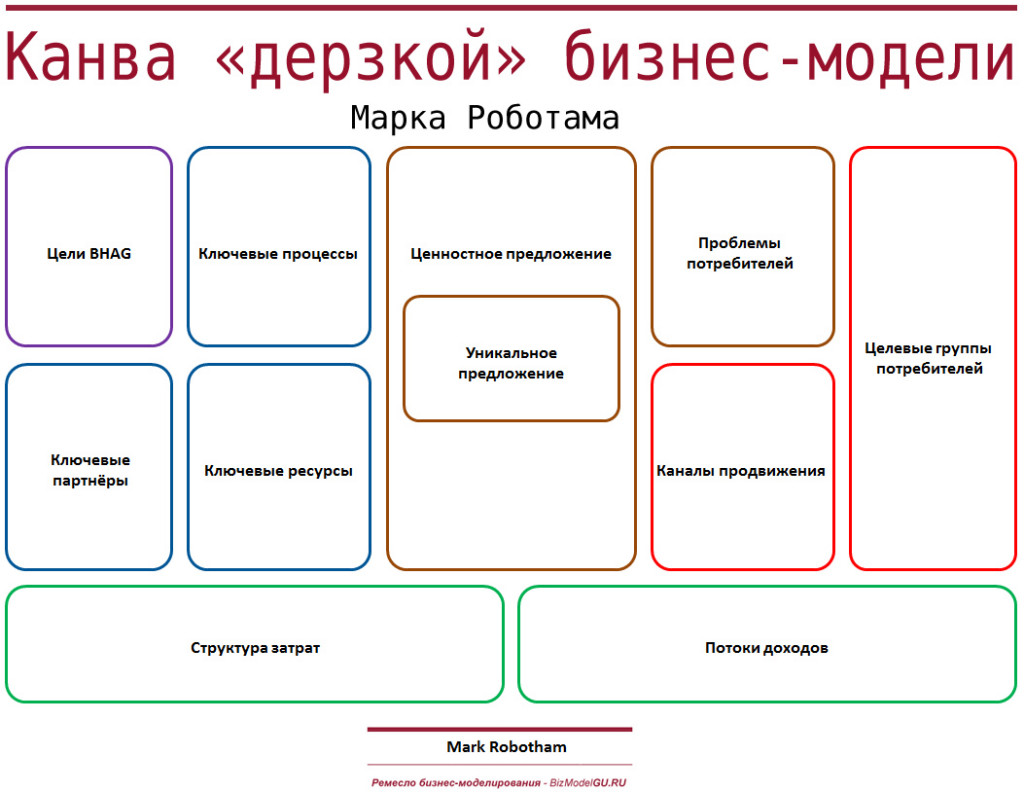 Канва «дерзкой» бизнес-модели
Марка Роботама
Цели BHAG
Ключевые процессы
Ценностное предложение
Уникальное
предложение
Проблемы
потребителей
Целевые группы
потребителей
Ключевые
партнёры
Ключевые ресурсы
Каналы продвижения
Структура затрат
Потоки доходов
Mark Robotham
Ремесло бизнес-моделирования - BizModelGU.RU